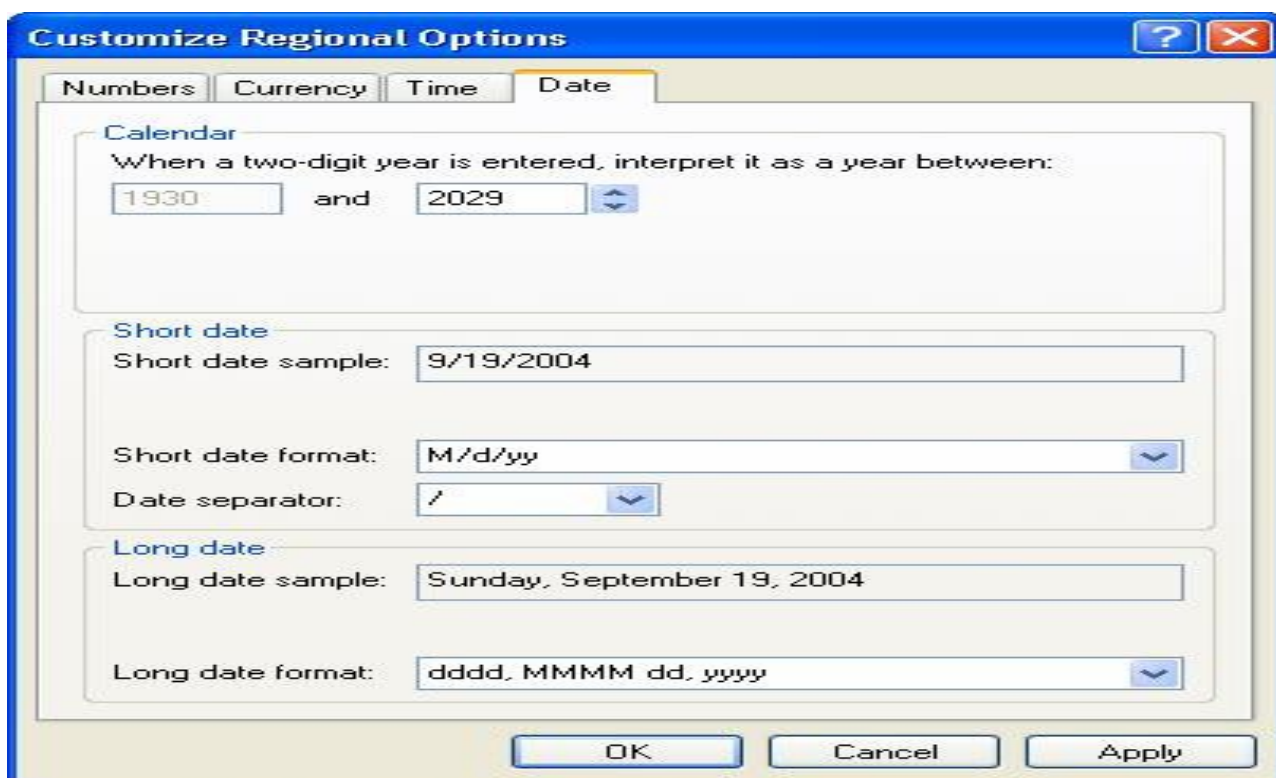 Customize Regional Options
Numbers Currency Time Date
Calendar
When a two-digit year is entered, interpret it as a year between:
1930 and 2029
Short date
Short date sample: 9/19/2004
Short date format: M/d/yy
Date separator: /
Long date
Long date sample: Sunday, September 19, 2004
Long date format: dddd, MMMM dd, yyyy
OK Cancel Apply